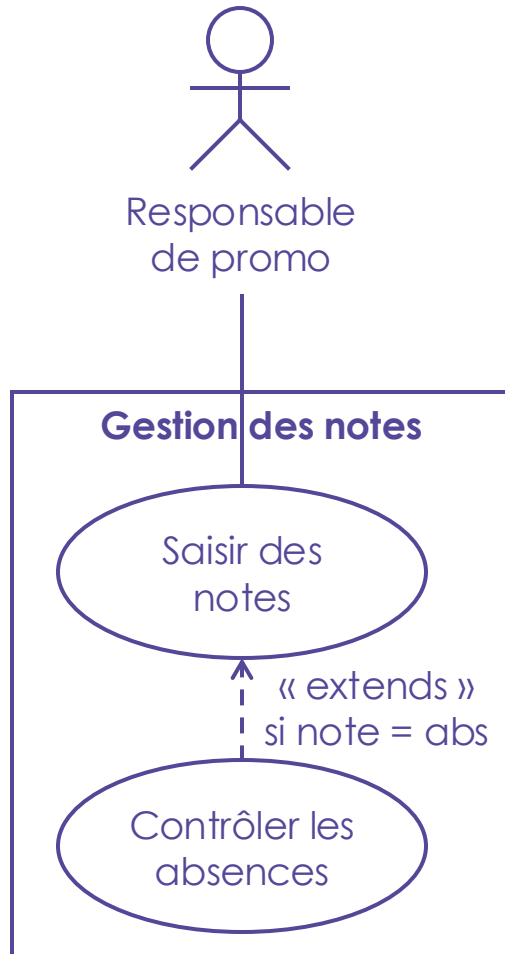 Responsable
de promo
Gestion des notes
Saisir des
notes
« extends »
si note = abs
Contrôler les
absences